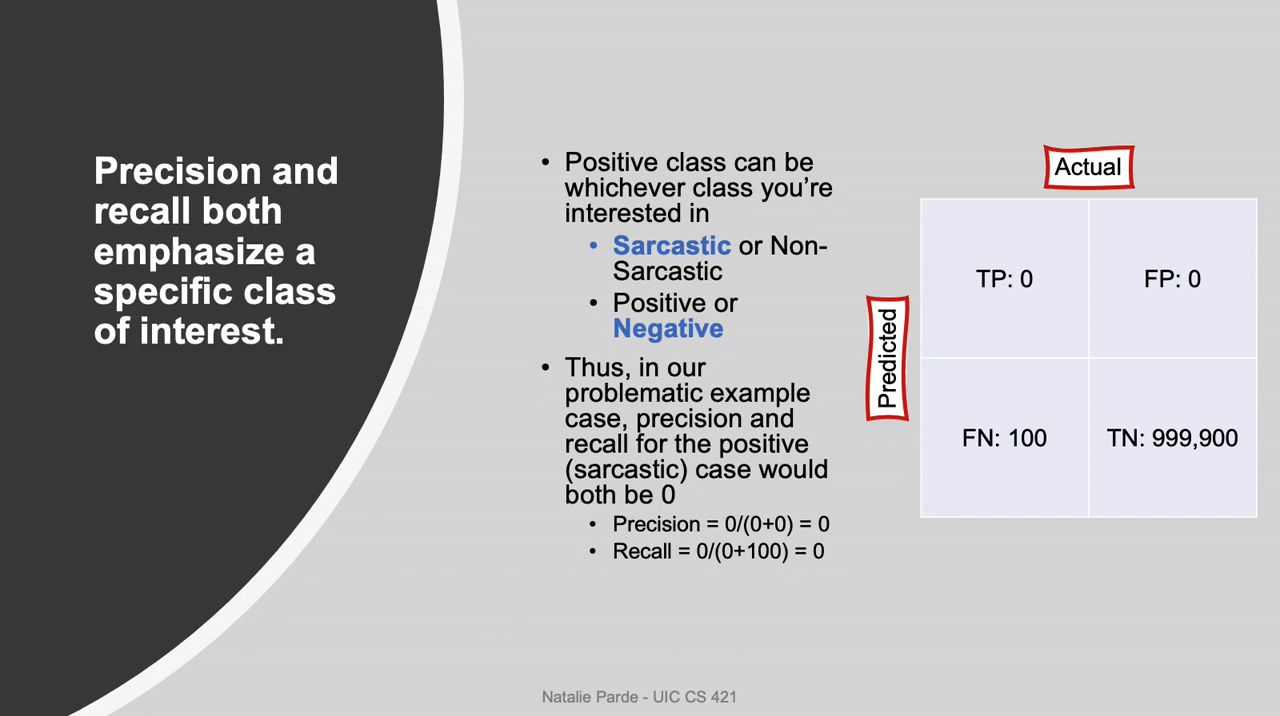 Precision and
recall both
emphasize a
specific class
of interest.
• Positive class can be
whichever class you’re
interested in
• Sarcastic or Non-
Sarcastic
• Positive or
Negative
• Thus, in our
problematic example
case, precision and
recall for the positive
(sarcastic) case would
both be 0
• Precision = 0/(0+0) = 0
• Recall = 0/(0+100) = 0
Actual
Predicted
TP: 0
FP: 0
FN: 100
TN: 999,900
Natalie Parde - UIC CS 421